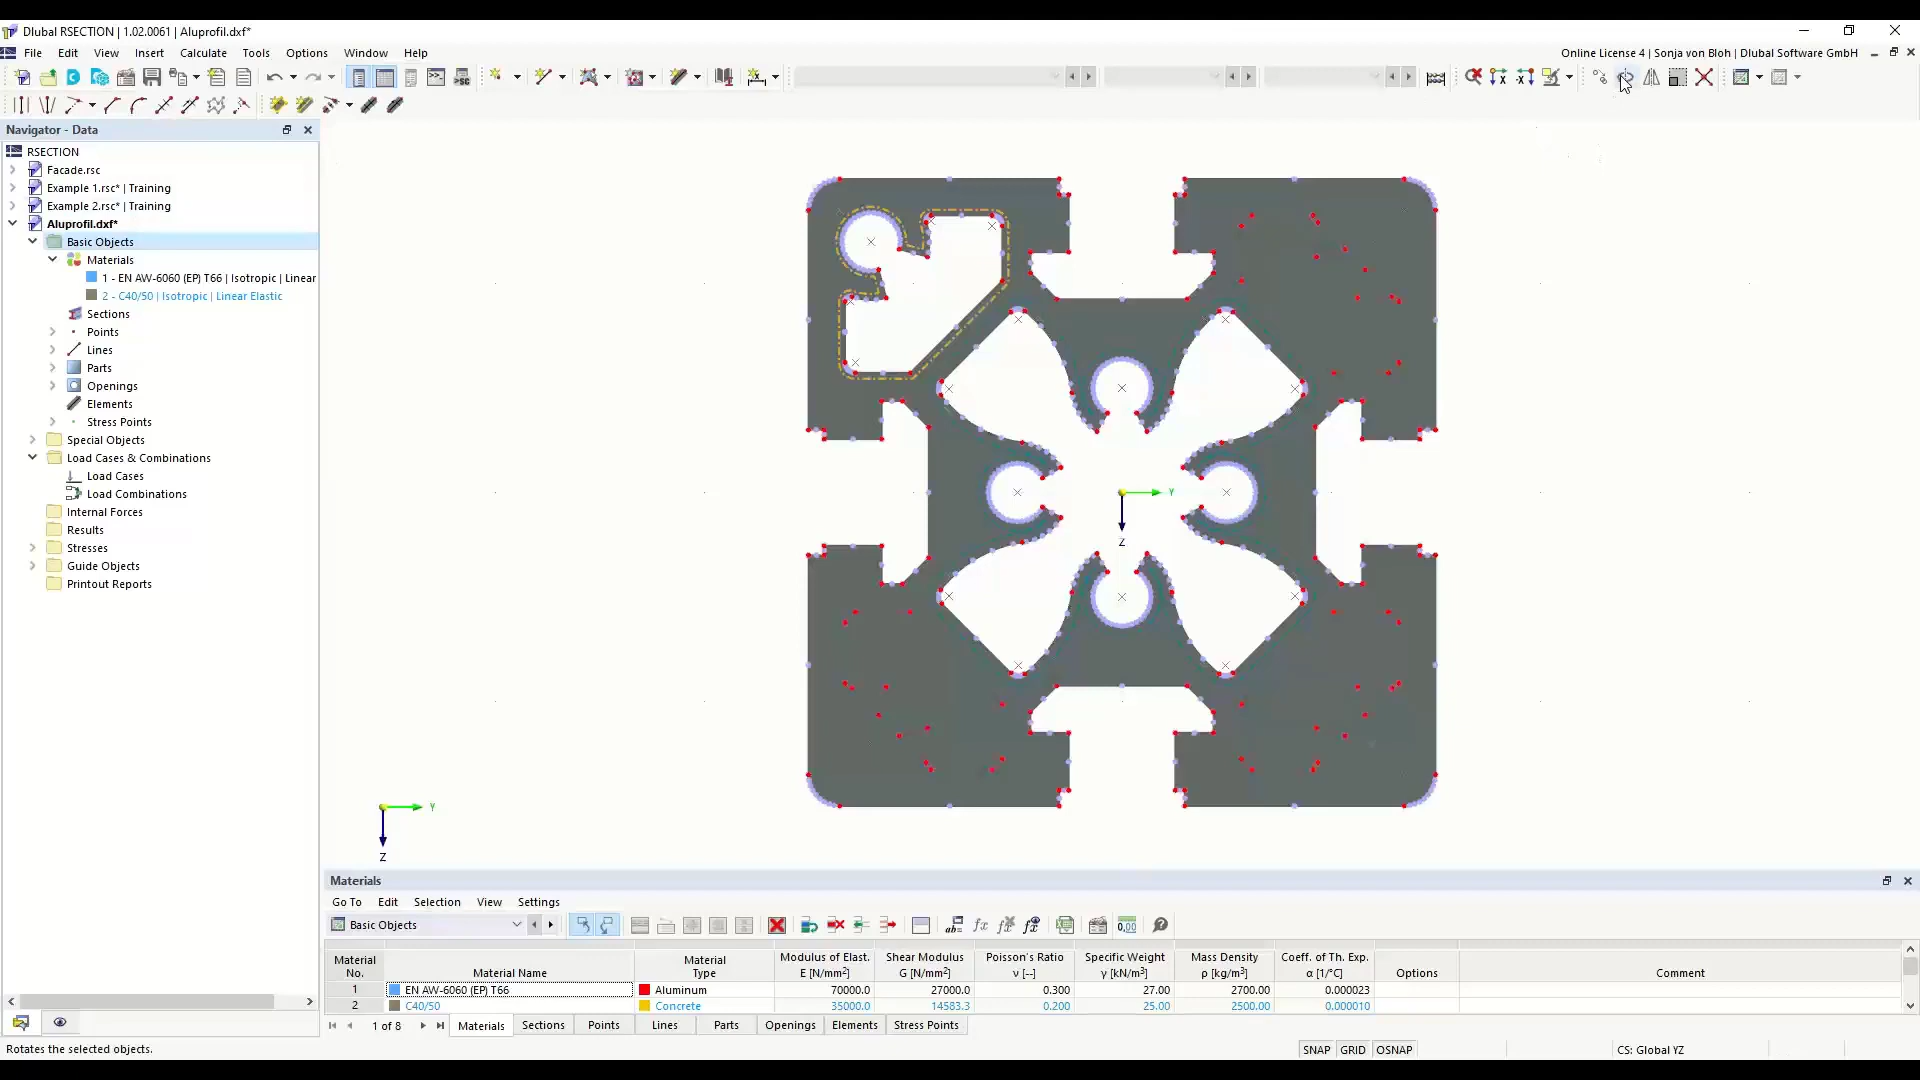 Dlubal RSECTION | 1.02.0061 | Aluprofil.dxf*
File Edit View Insert Calculate Tools Options Window Help
Online License 4 | Sonja von Bloh | Dlubal Software GmbH
Navigator - Data
RSECTION
Facade.rsc
Example 1.rsc* | Training
Example 2.rsc* | Training
Aluprofil.dxf*
Basic Objects
Materials
1 - EN AW-6060 (EP) T66 | Isotropic | Linear
2 - C40/50 | Isotropic | Linear Elastic
Sections
Points
Lines
Parts
Openings
Elements
Stress Points
Special Objects
Load Cases & Combinations
Load Cases
Load Combinations
Internal Forces
Results
Stresses
Guide Objects
Printout Reports
Y
Z
Y
Z
Materials
Go To Edit Selection View Settings
Basic Objects
Material No. Material Name Material Type Modulus of Elast. E [N/mm²] Shear Modulus G [N/mm²] Poisson's Ratio ν [--] Specific Weight γ [kN/m³] Mass Density ρ [kg/m³] Coeff. of Th. Exp. α [1/°C] Options Comment
1 EN AW-6060 (EP) T66 Aluminum 70000.0 27000.0 0.300 27.00 2700.00 0.000023
2 C40/50 Concrete 35000.0 14583.3 0.200 25.00 2500.00 0.000010
1 of 8 Materials Sections Points Lines Parts Openings Elements Stress Points
Rotates the selected objects.
SNAP GRID OSNAP CS: Global YZ